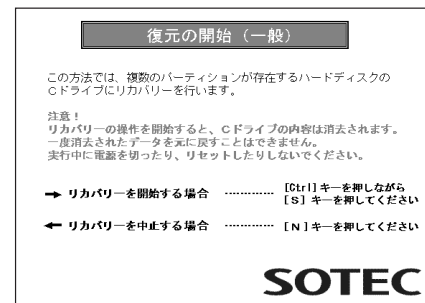 復元の開始（一般）
この方法では、複数のパーティションが存在するハードディスクの
Cドライブにリカバリーを行います。
注意！
リカバリーの操作を開始すると、Cドライブの内容は消去されます。
一度消去されたデータを元に戻すことはできません。
実行中に電源を切ったり、リセットしたりしないでください。
➡ リカバリーを開始する場合 ………… [Ctrl]キーを押しながら
[S] キーを押してください
⬅ リカバリーを中止する場合 ………… [N]キーを押してください
SOTEC